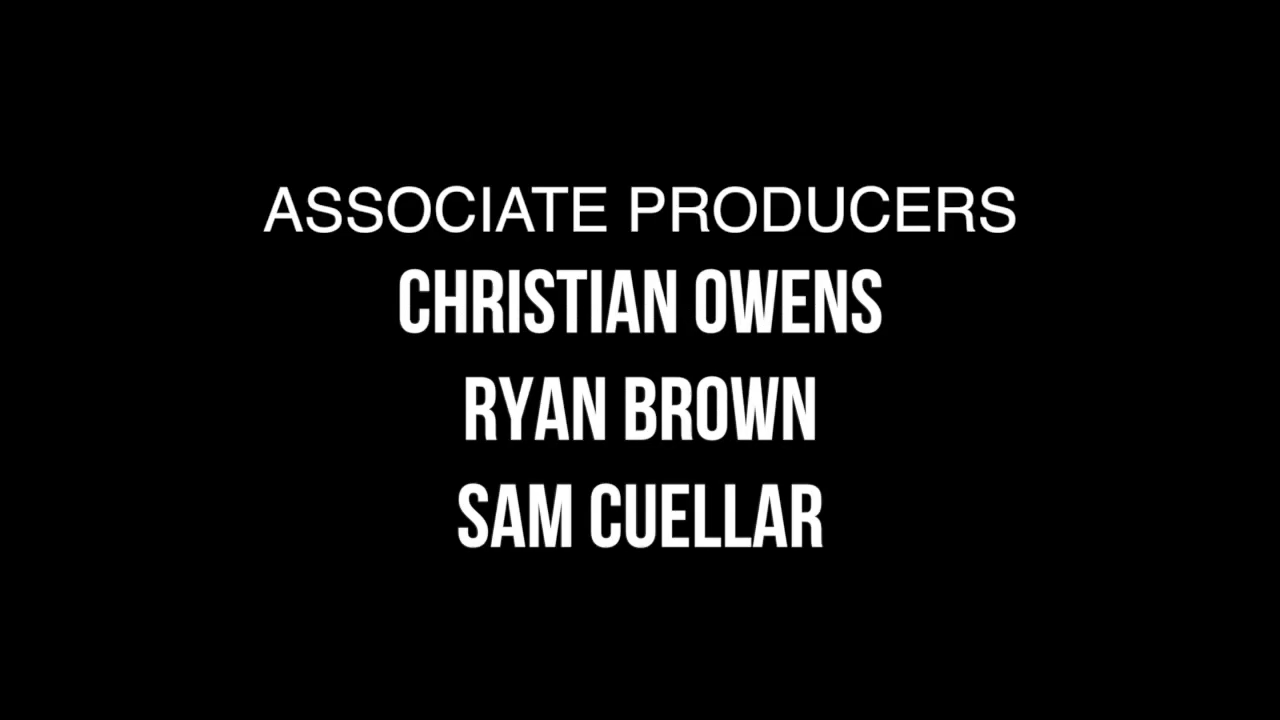 ASSOCIATE PRODUCERS
CHRISTIAN OWENS
RYAN BROWN
SAM CUELLAR